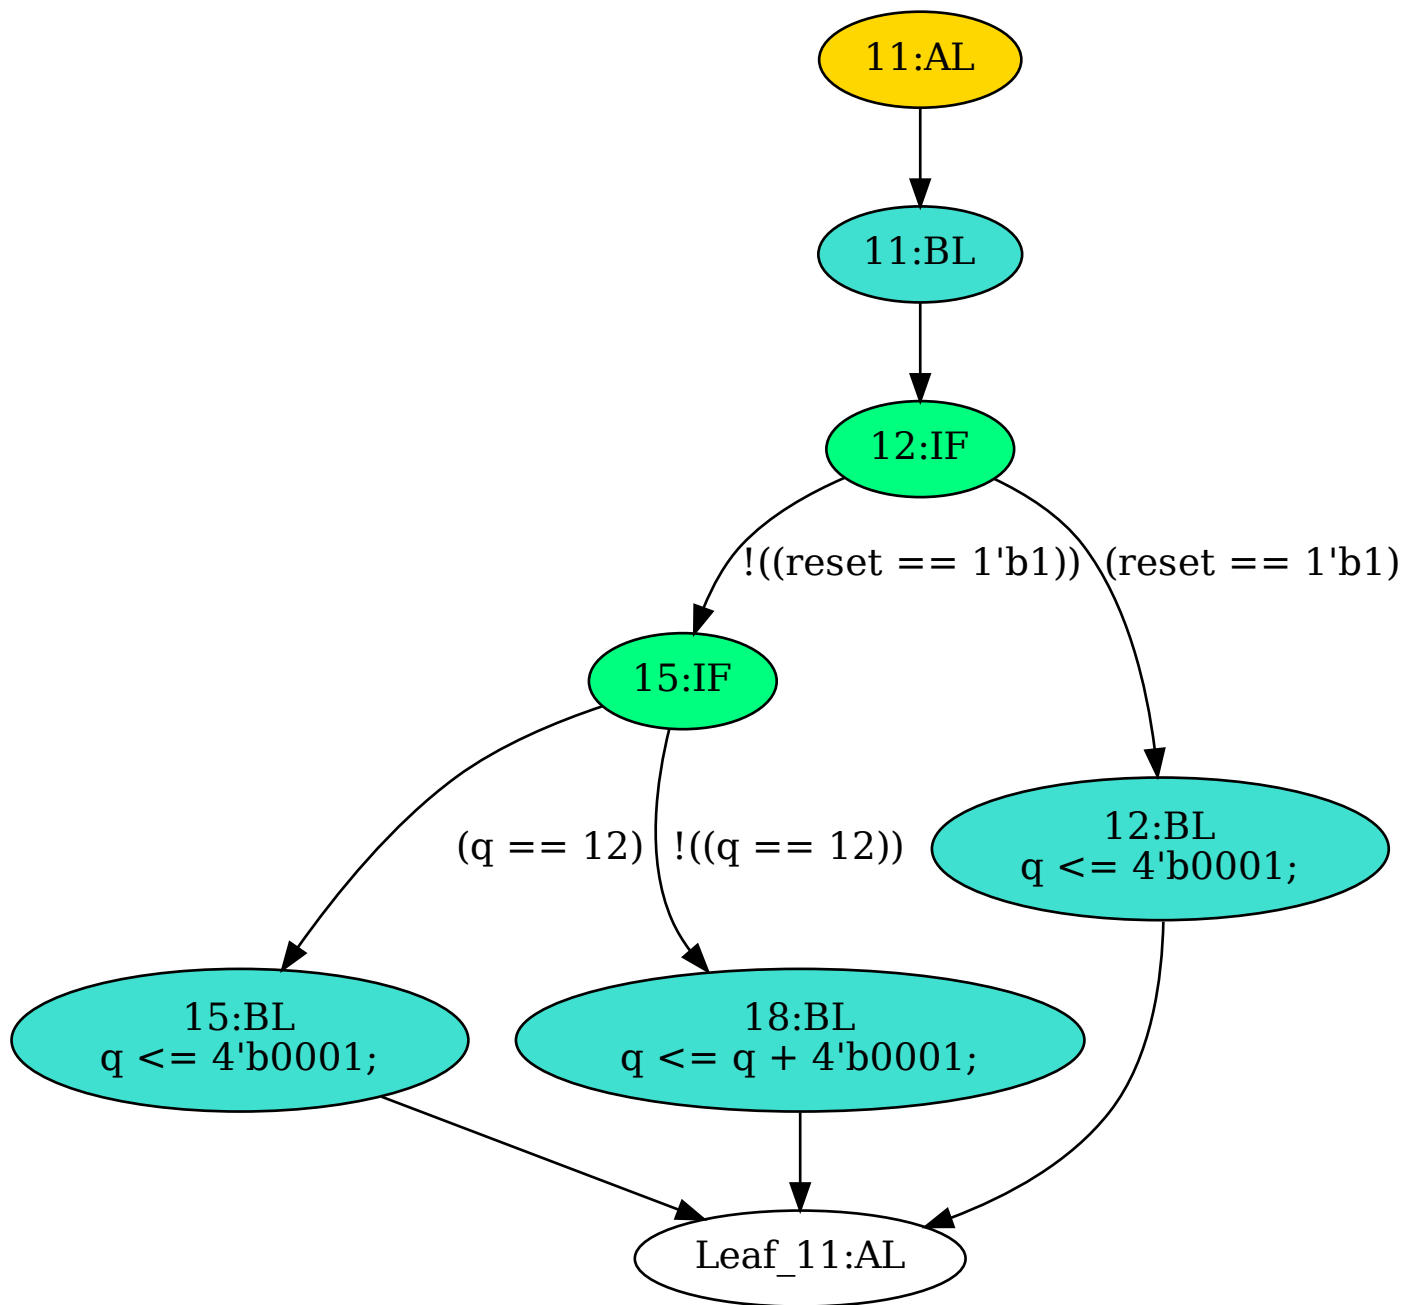 11:AL
11:BL
12:IF
!((reset == 1'b1))
(reset == 1'b1)
15:IF
(q == 12)
!((q == 12))
12:BL
q <= 4'b0001;
15:BL
q <= 4'b0001;
18:BL
q <= q + 4'b0001;
Leaf_11:AL